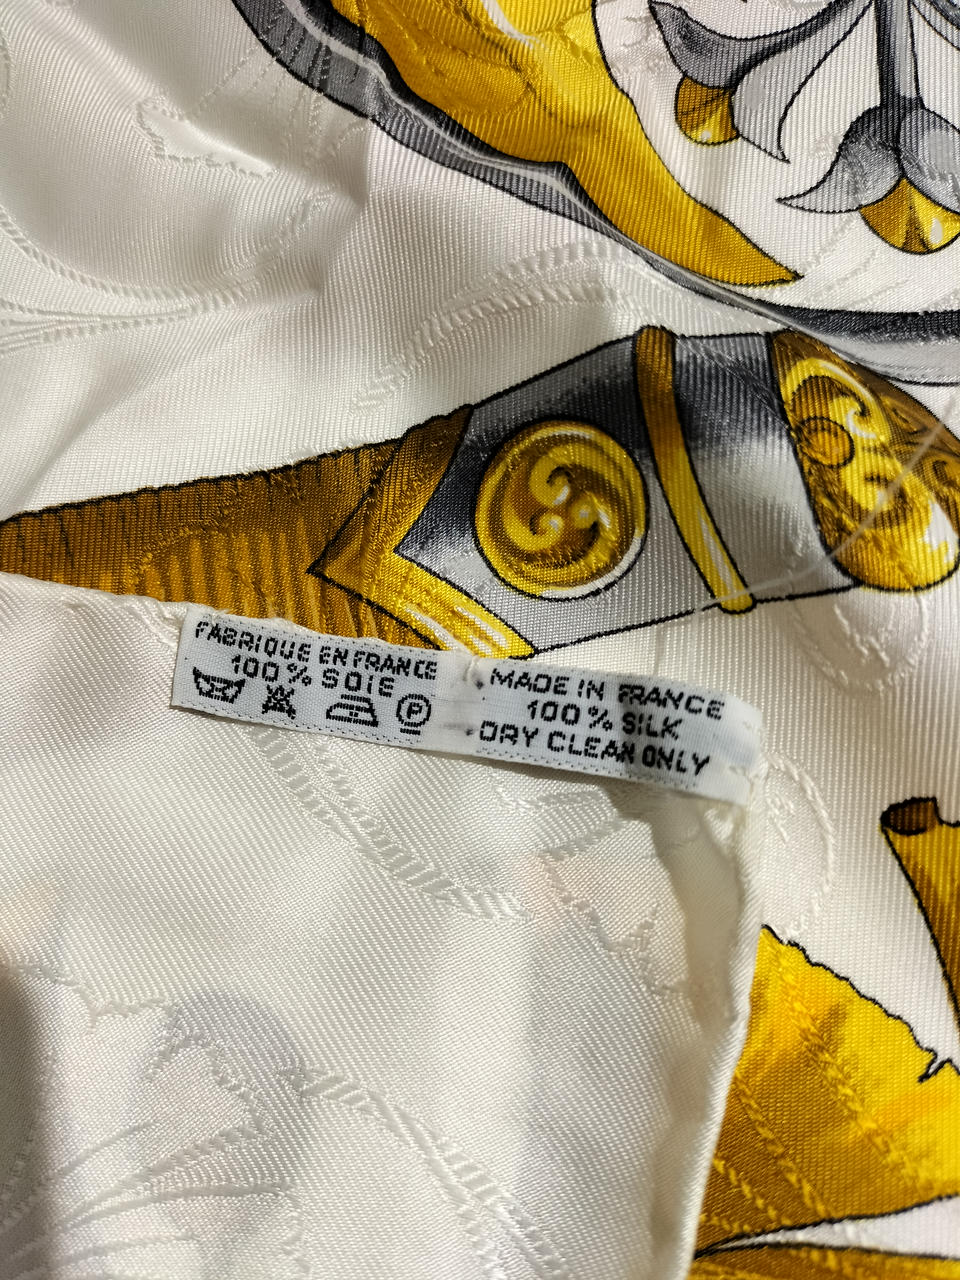 FABRIQUE EN FRANCE
100% SOIE
P
MADE IN FRANCE
100% SILK
DRY CLEAN ONLY